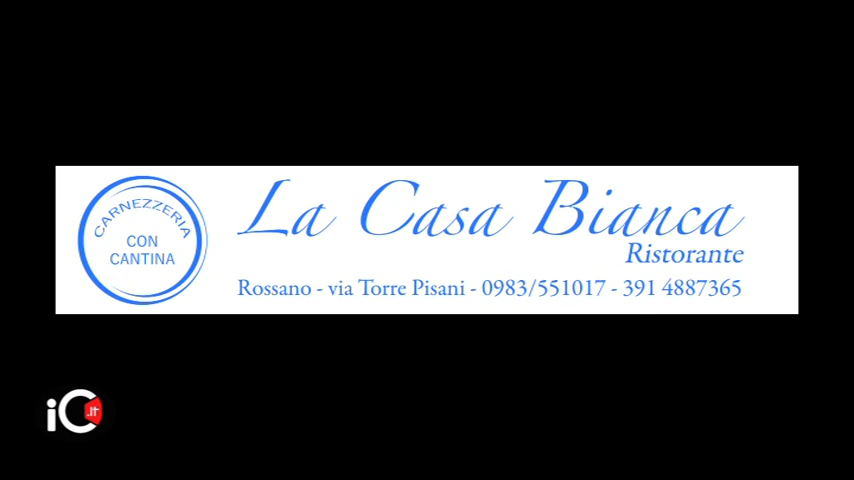 CARNEZZERIA
CON
CANTINA
La Casa Bianca
Ristorante
Rossano - via Torre Pisani - 0983/551017 - 391 4887365
iC.it